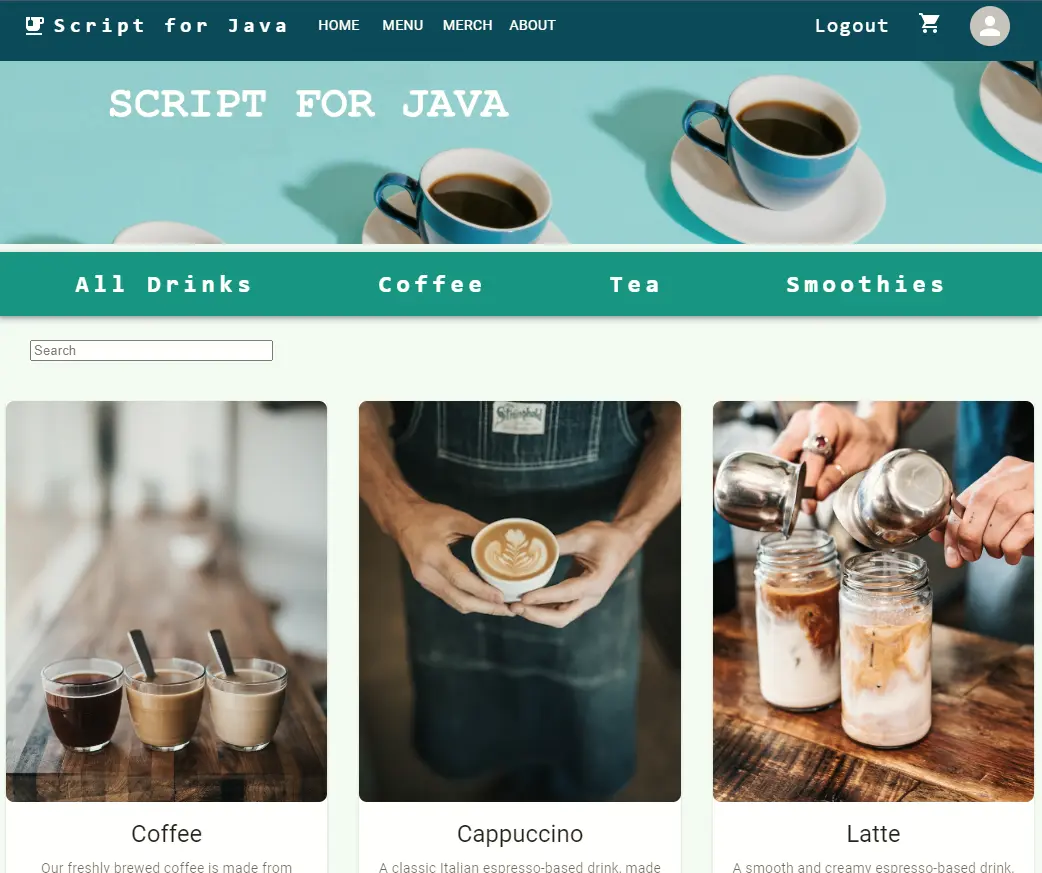 Script for Java HOME MENU MERCH ABOUT Logout
SCRIPT FOR JAVA
All Drinks Coffee Tea Smoothies
Search
Stronghold
Coffee Cappuccino Latte
Our freshly brewed coffee is made from
A classic Italian espresso-based drink, made
A smooth and creamy espresso-based drink,